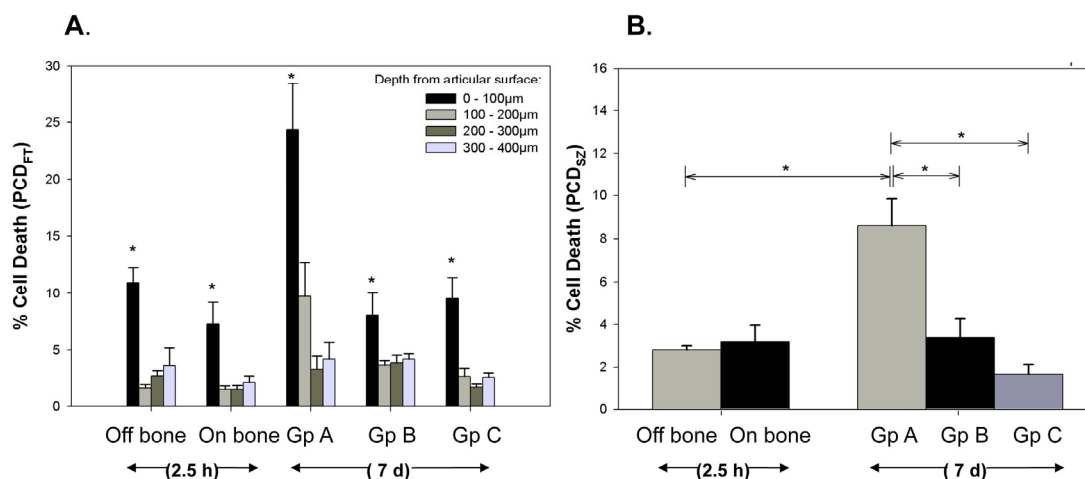 A.
% Cell Death (PCD_FT)
30
25
20
15
10
5
0
Depth from articular surface:
0 - 100µm
100 - 200µm
200 - 300µm
300 - 400µm
*
*
*
*
*
Off bone On bone Gp A Gp B Gp C
(2.5 h) ( 7 d)
B.
% Cell Death (PCD_SZ)
16
14
12
10
8
6
4
2
0
*
* *
Off bone On bone Gp A Gp B Gp C
(2.5 h) (7 d)